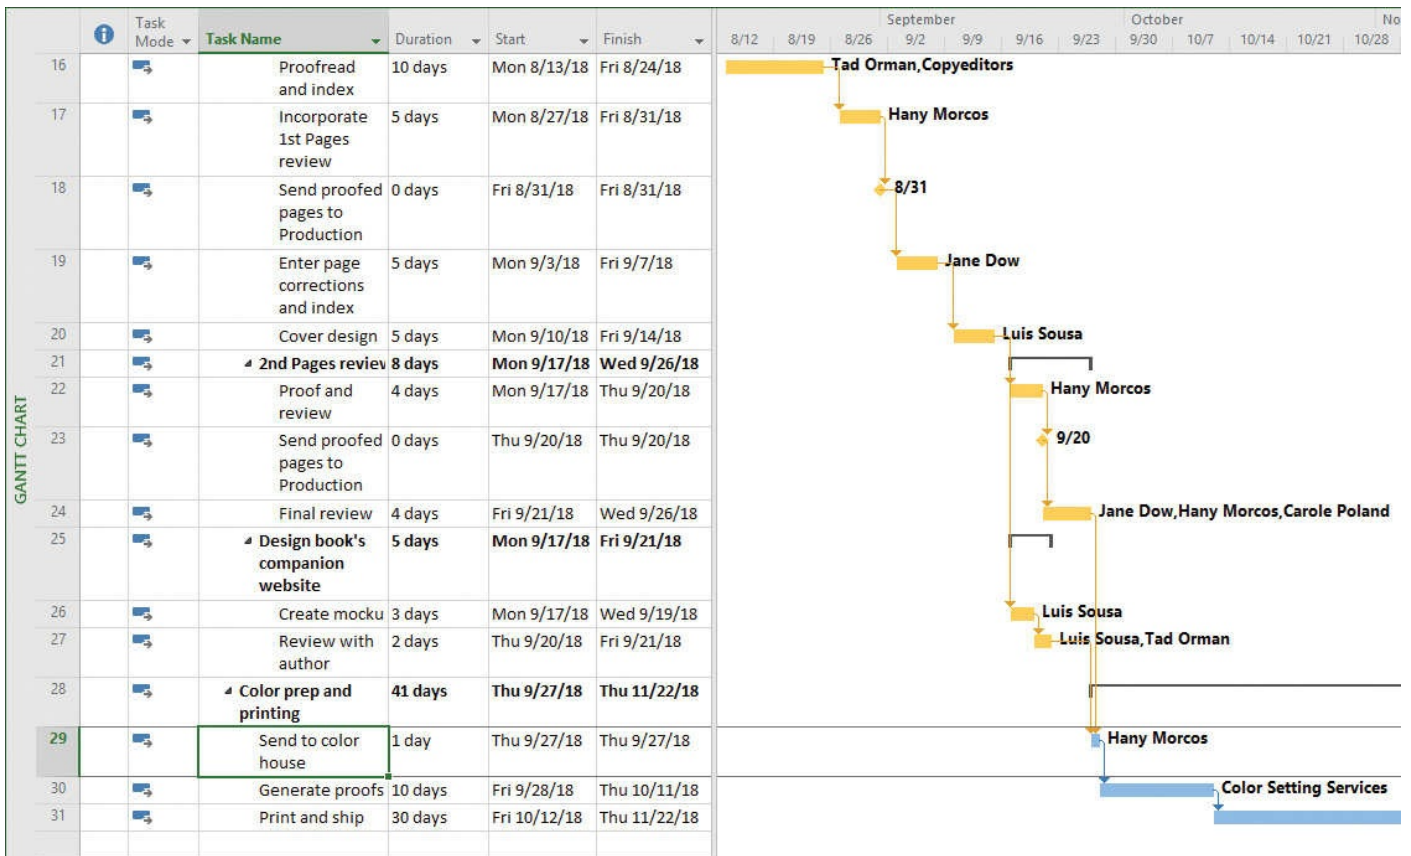 September October No
Task Mode Task Name Duration Start Finish 8/12 8/19 8/26 9/2 9/9 9/16 9/23 9/30 10/7 10/14 10/21 10/28
GANTT CHART
16 Proofread and index 10 days Mon 8/13/18 Fri 8/24/18 Tad Orman,Copyeditors
17 Incorporate 1st Pages review 5 days Mon 8/27/18 Fri 8/31/18 Hany Morcos
18 Send proofed pages to Production 0 days Fri 8/31/18 Fri 8/31/18 8/31
19 Enter page corrections and index 5 days Mon 9/3/18 Fri 9/7/18 Jane Dow
20 Cover design 5 days Mon 9/10/18 Fri 9/14/18 Luis Sousa
21 2nd Pages review 8 days Mon 9/17/18 Wed 9/26/18
22 Proof and review 4 days Mon 9/17/18 Thu 9/20/18 Hany Morcos
23 Send proofed pages to Production 0 days Thu 9/20/18 Thu 9/20/18 9/20
24 Final review 4 days Fri 9/21/18 Wed 9/26/18 Jane Dow,Hany Morcos,Carole Poland
25 Design book's companion website 5 days Mon 9/17/18 Fri 9/21/18
26 Create mocku 3 days Mon 9/17/18 Wed 9/19/18 Luis Sousa
27 Review with author 2 days Thu 9/20/18 Fri 9/21/18 Luis Sousa,Tad Orman
28 Color prep and printing 41 days Thu 9/27/18 Thu 11/22/18
29 Send to color house 1 day Thu 9/27/18 Thu 9/27/18 Hany Morcos
30 Generate proofs 10 days Fri 9/28/18 Thu 10/11/18 Color Setting Services
31 Print and ship 30 days Fri 10/12/18 Thu 11/22/18